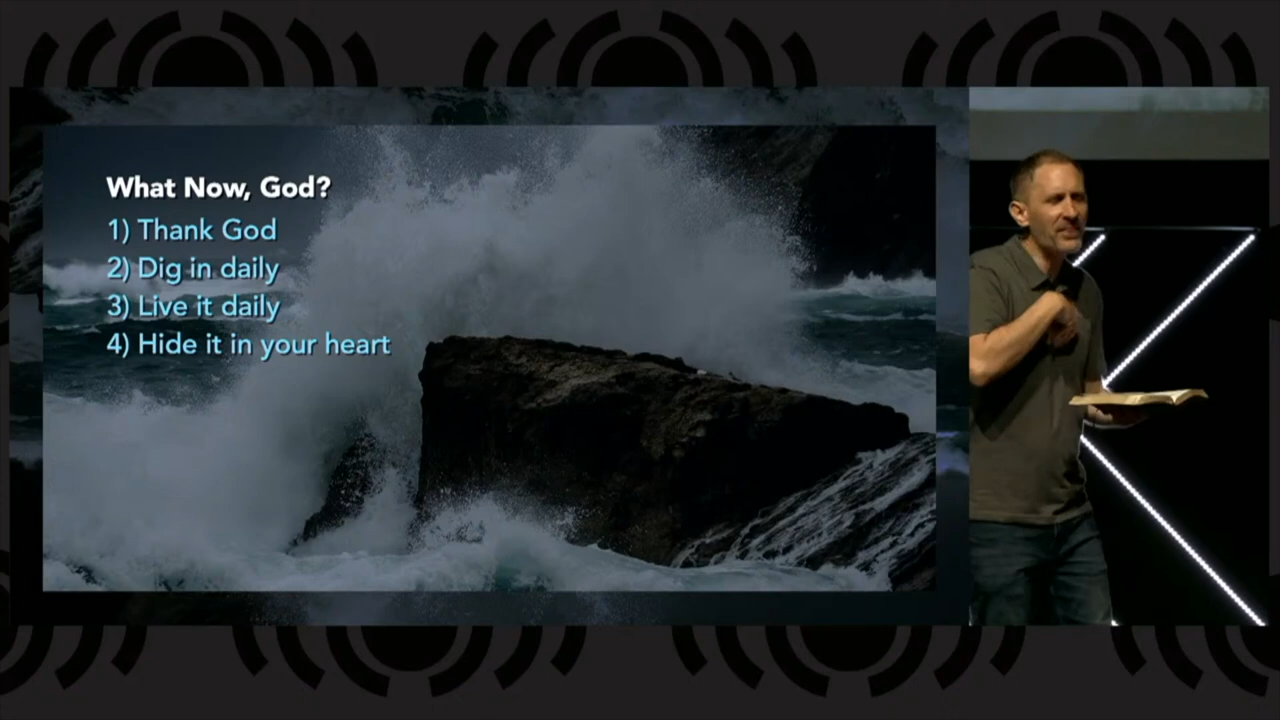 What Now, God?
1) Thank God
2) Dig in daily
3) Live it daily
4) Hide it in your heart